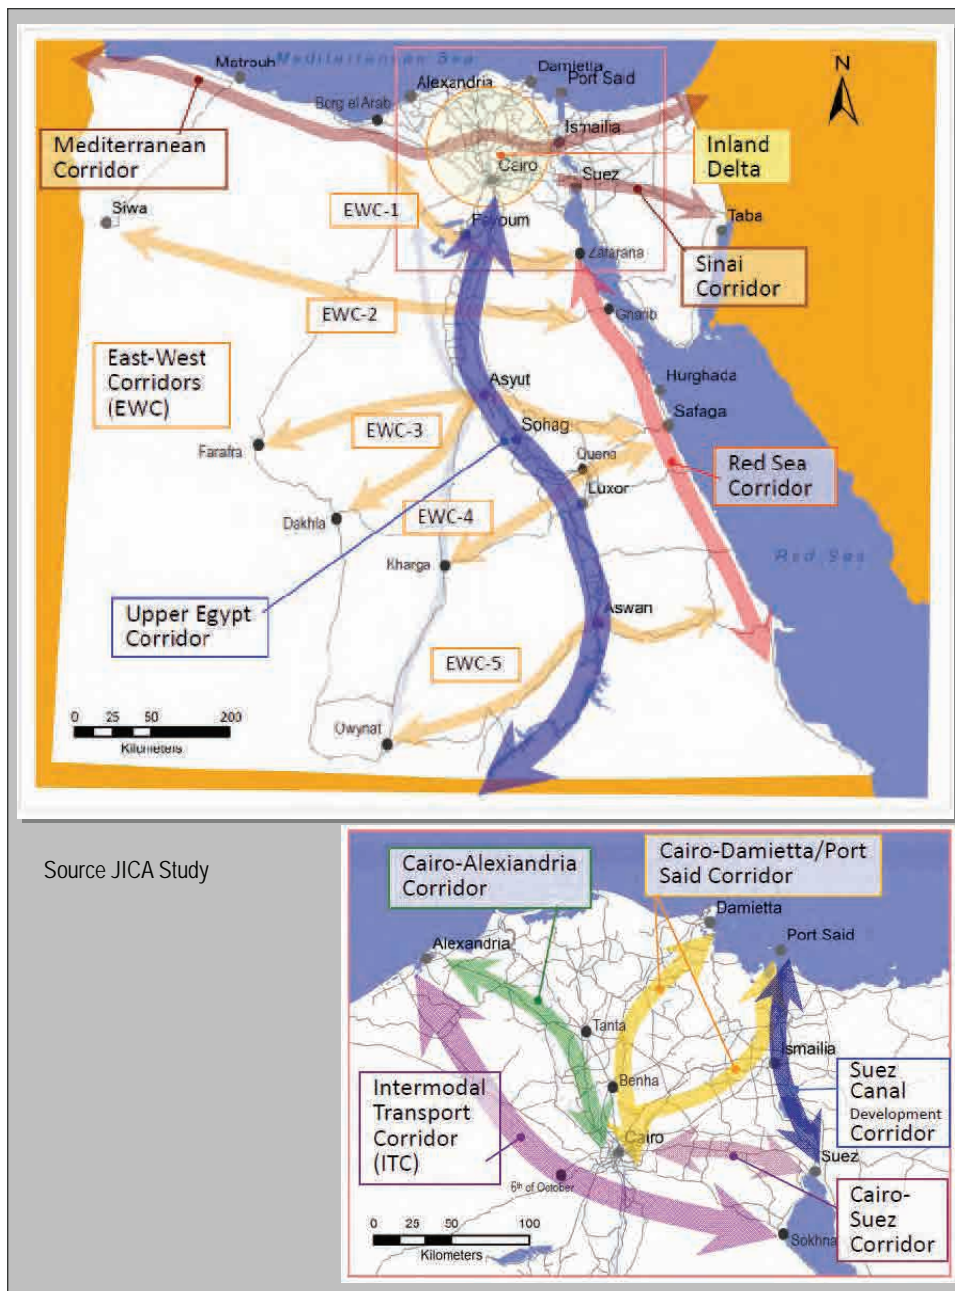 Mediterranean Sea
Matrouh
Damietta
Port Said
Alexandria
N
Borg el Arab
Ismailia
Mediterranean
Corridor
Inland
Delta
Cairo
Suez
Siwa
EWC-1
Taba
Fayoum
Zafarana
Sinai
Corridor
EWC-2
Gharib
East-West
Corridors
(EWC)
Asyut
Hurghada
Safaga
EWC-3
Sohag
Farafra
Quena
Red Sea
Corridor
Luxor
Dakhla
EWC-4
Kharga
Red Sea
Upper Egypt
Corridor
Aswan
EWC-5
0 25 50 200
Kilometers
Owynat
Source JICA Study
Cairo-Alexiandria
Corridor
Cairo-Damietta/Port
Said Corridor
Damietta
Alexandria
Port Said
Tanta
Ismailia
Benha
Suez
Canal
Development
Corridor
Intermodal
Transport
Corridor
(ITC)
Cairo
Suez
6th of October
Cairo-
Suez
Corridor
0 25 50 100
Kilometers
Sokhna